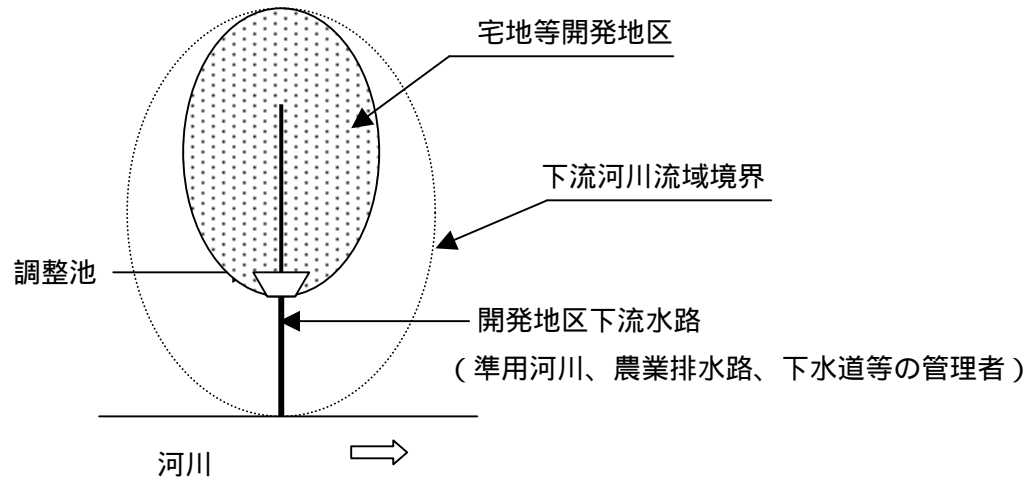 宅地等開発地区
下流河川流域境界
調整池
開発地区下流水路
(準用河川、農業排水路、下水道等の管理者)
河川